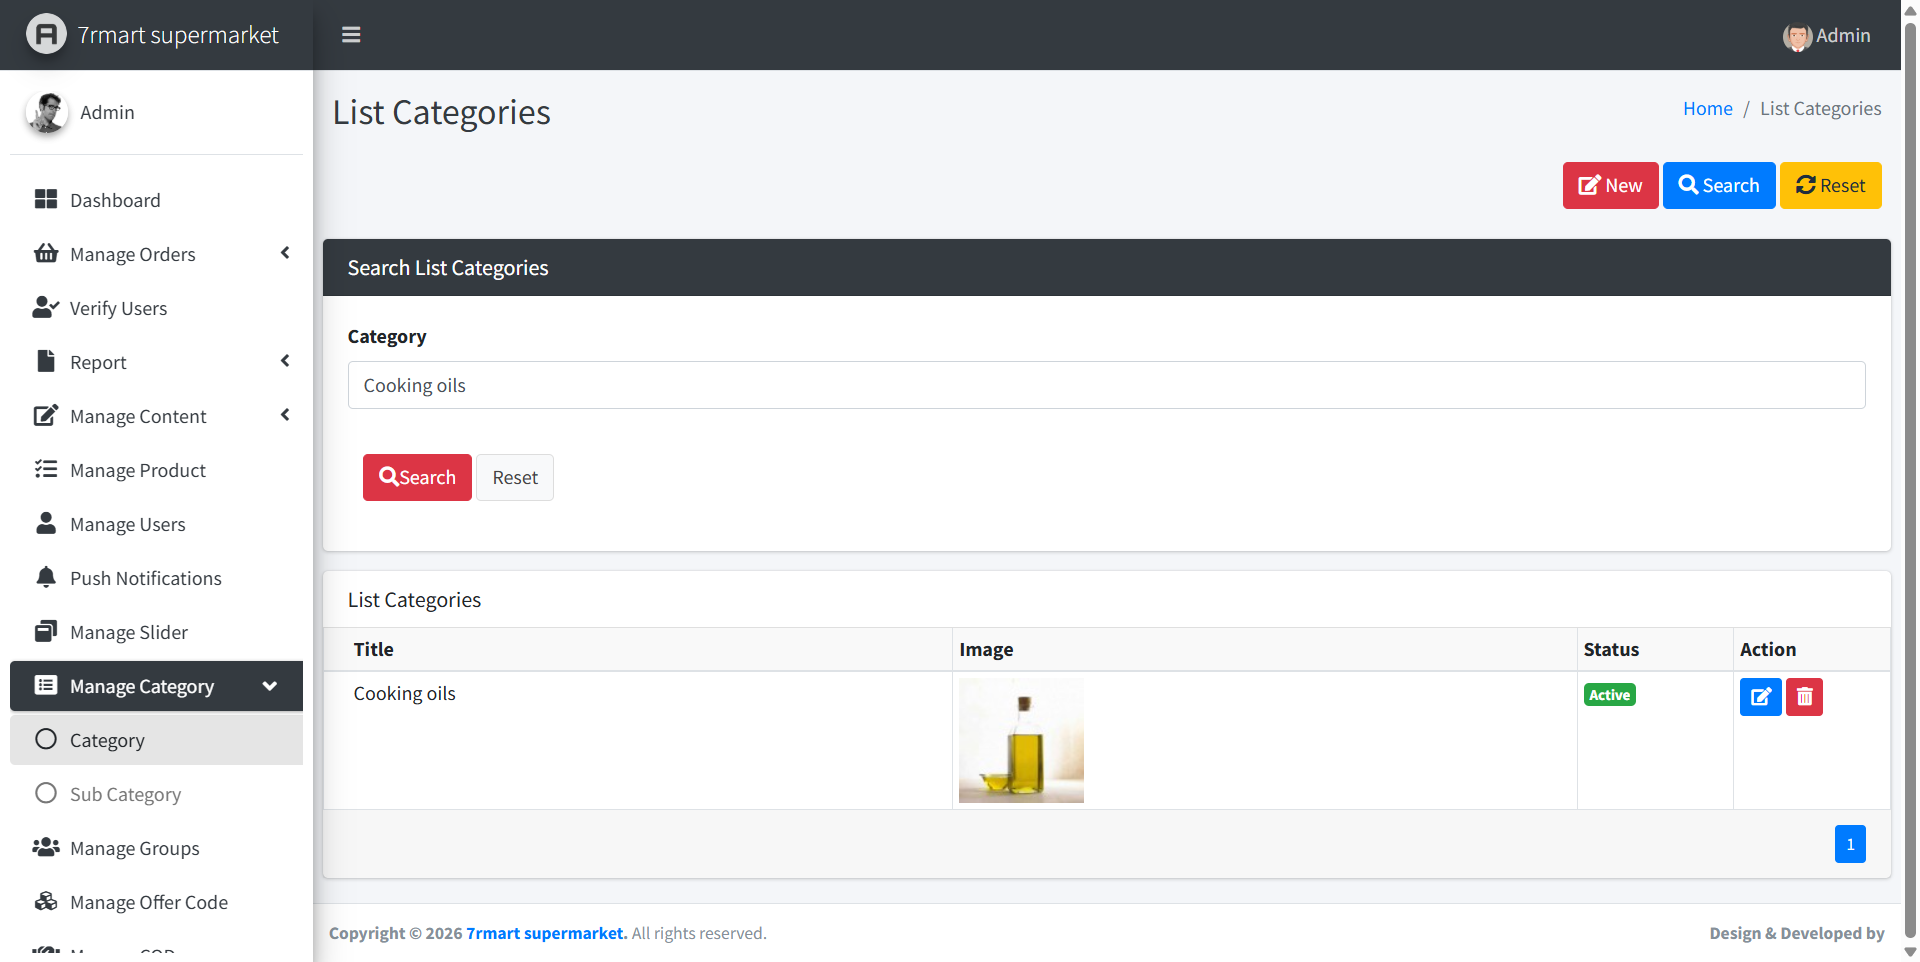 7rmart supermarket
Admin
Admin
List Categories
Home / List Categories
New
Search
Reset
Dashboard
Manage Orders
Verify Users
Report
Manage Content
Manage Product
Manage Users
Push Notifications
Manage Slider
Manage Category
Category
Sub Category
Manage Groups
Manage Offer Code
Search List Categories
Category
Cooking oils
Search
Reset
List Categories
Title Image Status Action
Cooking oils Active
1
Copyright © 2026 7rmart supermarket. All rights reserved.
Design & Developed by